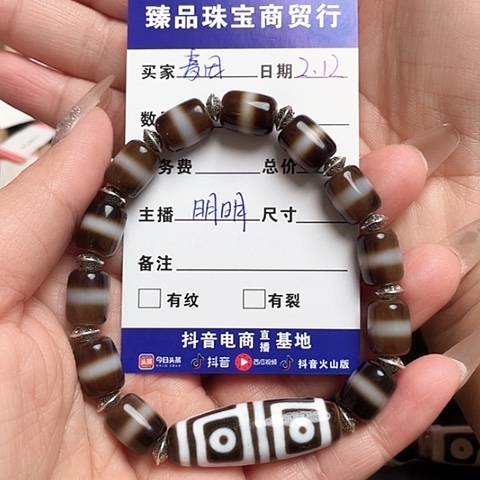 臻品珠宝商贸行
买家 日期 2.12
数
务费 总价
主播 明明 尺寸
备注
有纹 有裂
抖音电商直播基地
今日头条 抖音 西瓜视频 抖音火山版